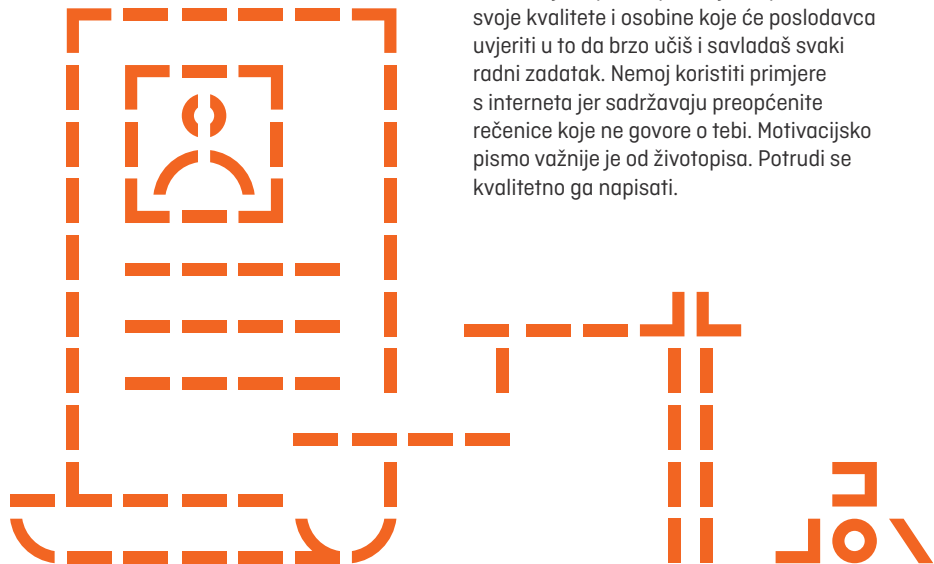 svoje kvalitete i osobine koje će poslodavca
uvjeriti u to da brzo učiš i savladaš svaki
radni zadatak. Nemoj koristiti primjere
s interneta jer sadržavaju preopćenite
rečenice koje ne govore o tebi. Motivacijsko
pismo važnije je od životopisa. Potrudi se
kvalitetno ga napisati.